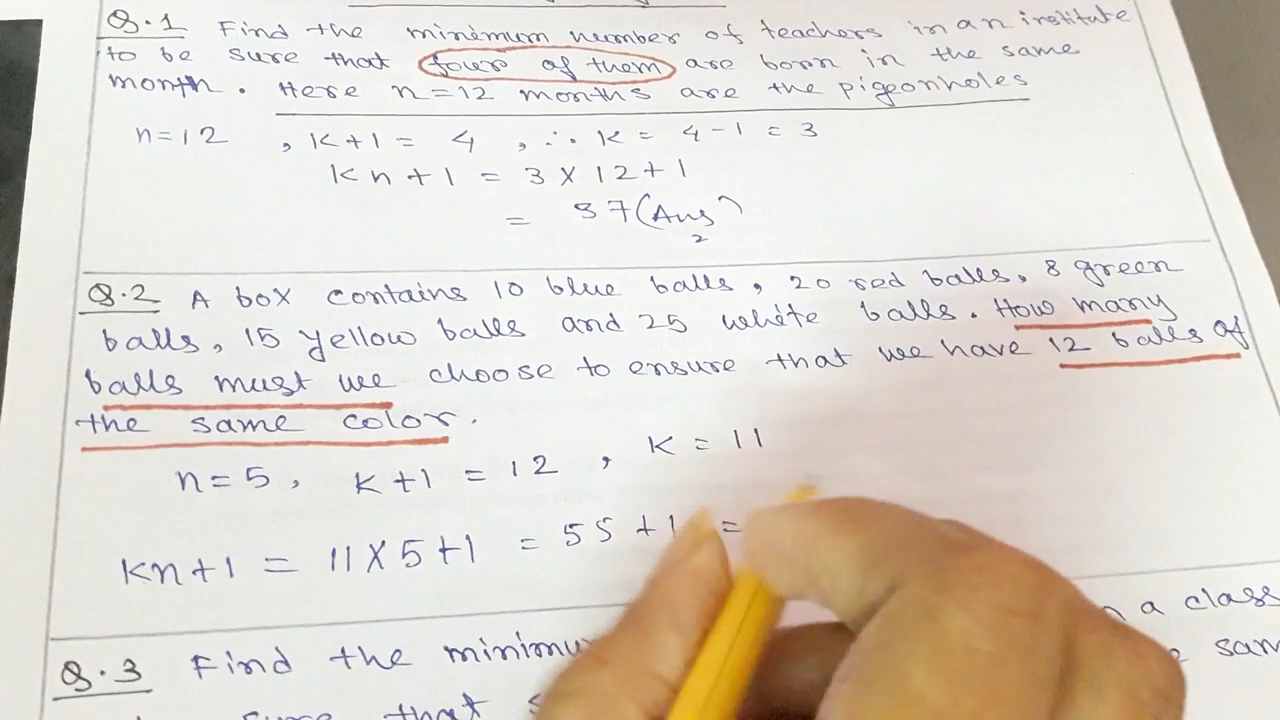 Q.1 Find the minimum number of teachers in an institute
to be sure that four of them are born in the same
month. Here n=12 months are the pigeonholes
n=12 , K+1 = 4 , ∴ K = 4-1 = 3
Kn+1 = 3 X 12+1
= 37 (Ans)
Q.2 A box contains 10 blue balls, 20 red balls, 8 green
balls, 15 yellow balls and 25 white balls. How many
balls must we choose to ensure that we have 12 balls of
the same color.
n=5, K+1 = 12 , K = 11
Kn+1 = 11X5+1 = 55+1 =
Q.3 Find the a class
that